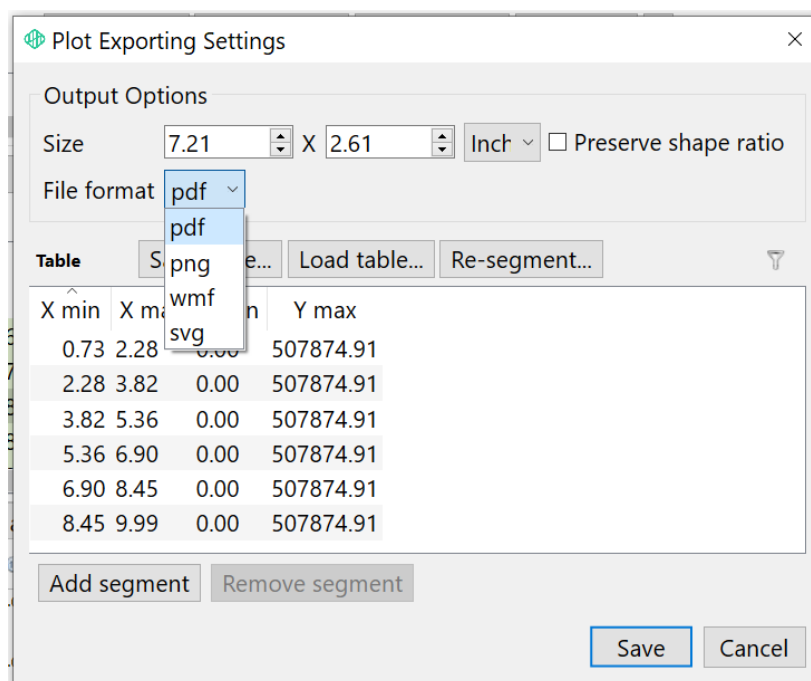 Plot Exporting Settings
Output Options
Size 7.21 X 2.61 Inch Preserve shape ratio
File format pdf
pdf
png
wmf
svg
Table Load table... Re-segment...
X min Y max
0.73 2.28 0.00 507874.91
2.28 3.82 0.00 507874.91
3.82 5.36 0.00 507874.91
5.36 6.90 0.00 507874.91
6.90 8.45 0.00 507874.91
8.45 9.99 0.00 507874.91
Add segment Remove segment
Save Cancel